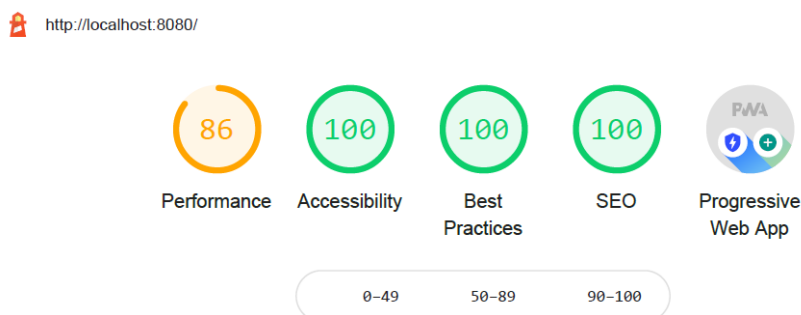 http://localhost:8080/
86
100
100
100
PWA
Performance
Accessibility
Best
Practices
SEO
Progressive
Web App
0–49
50–89
90–100